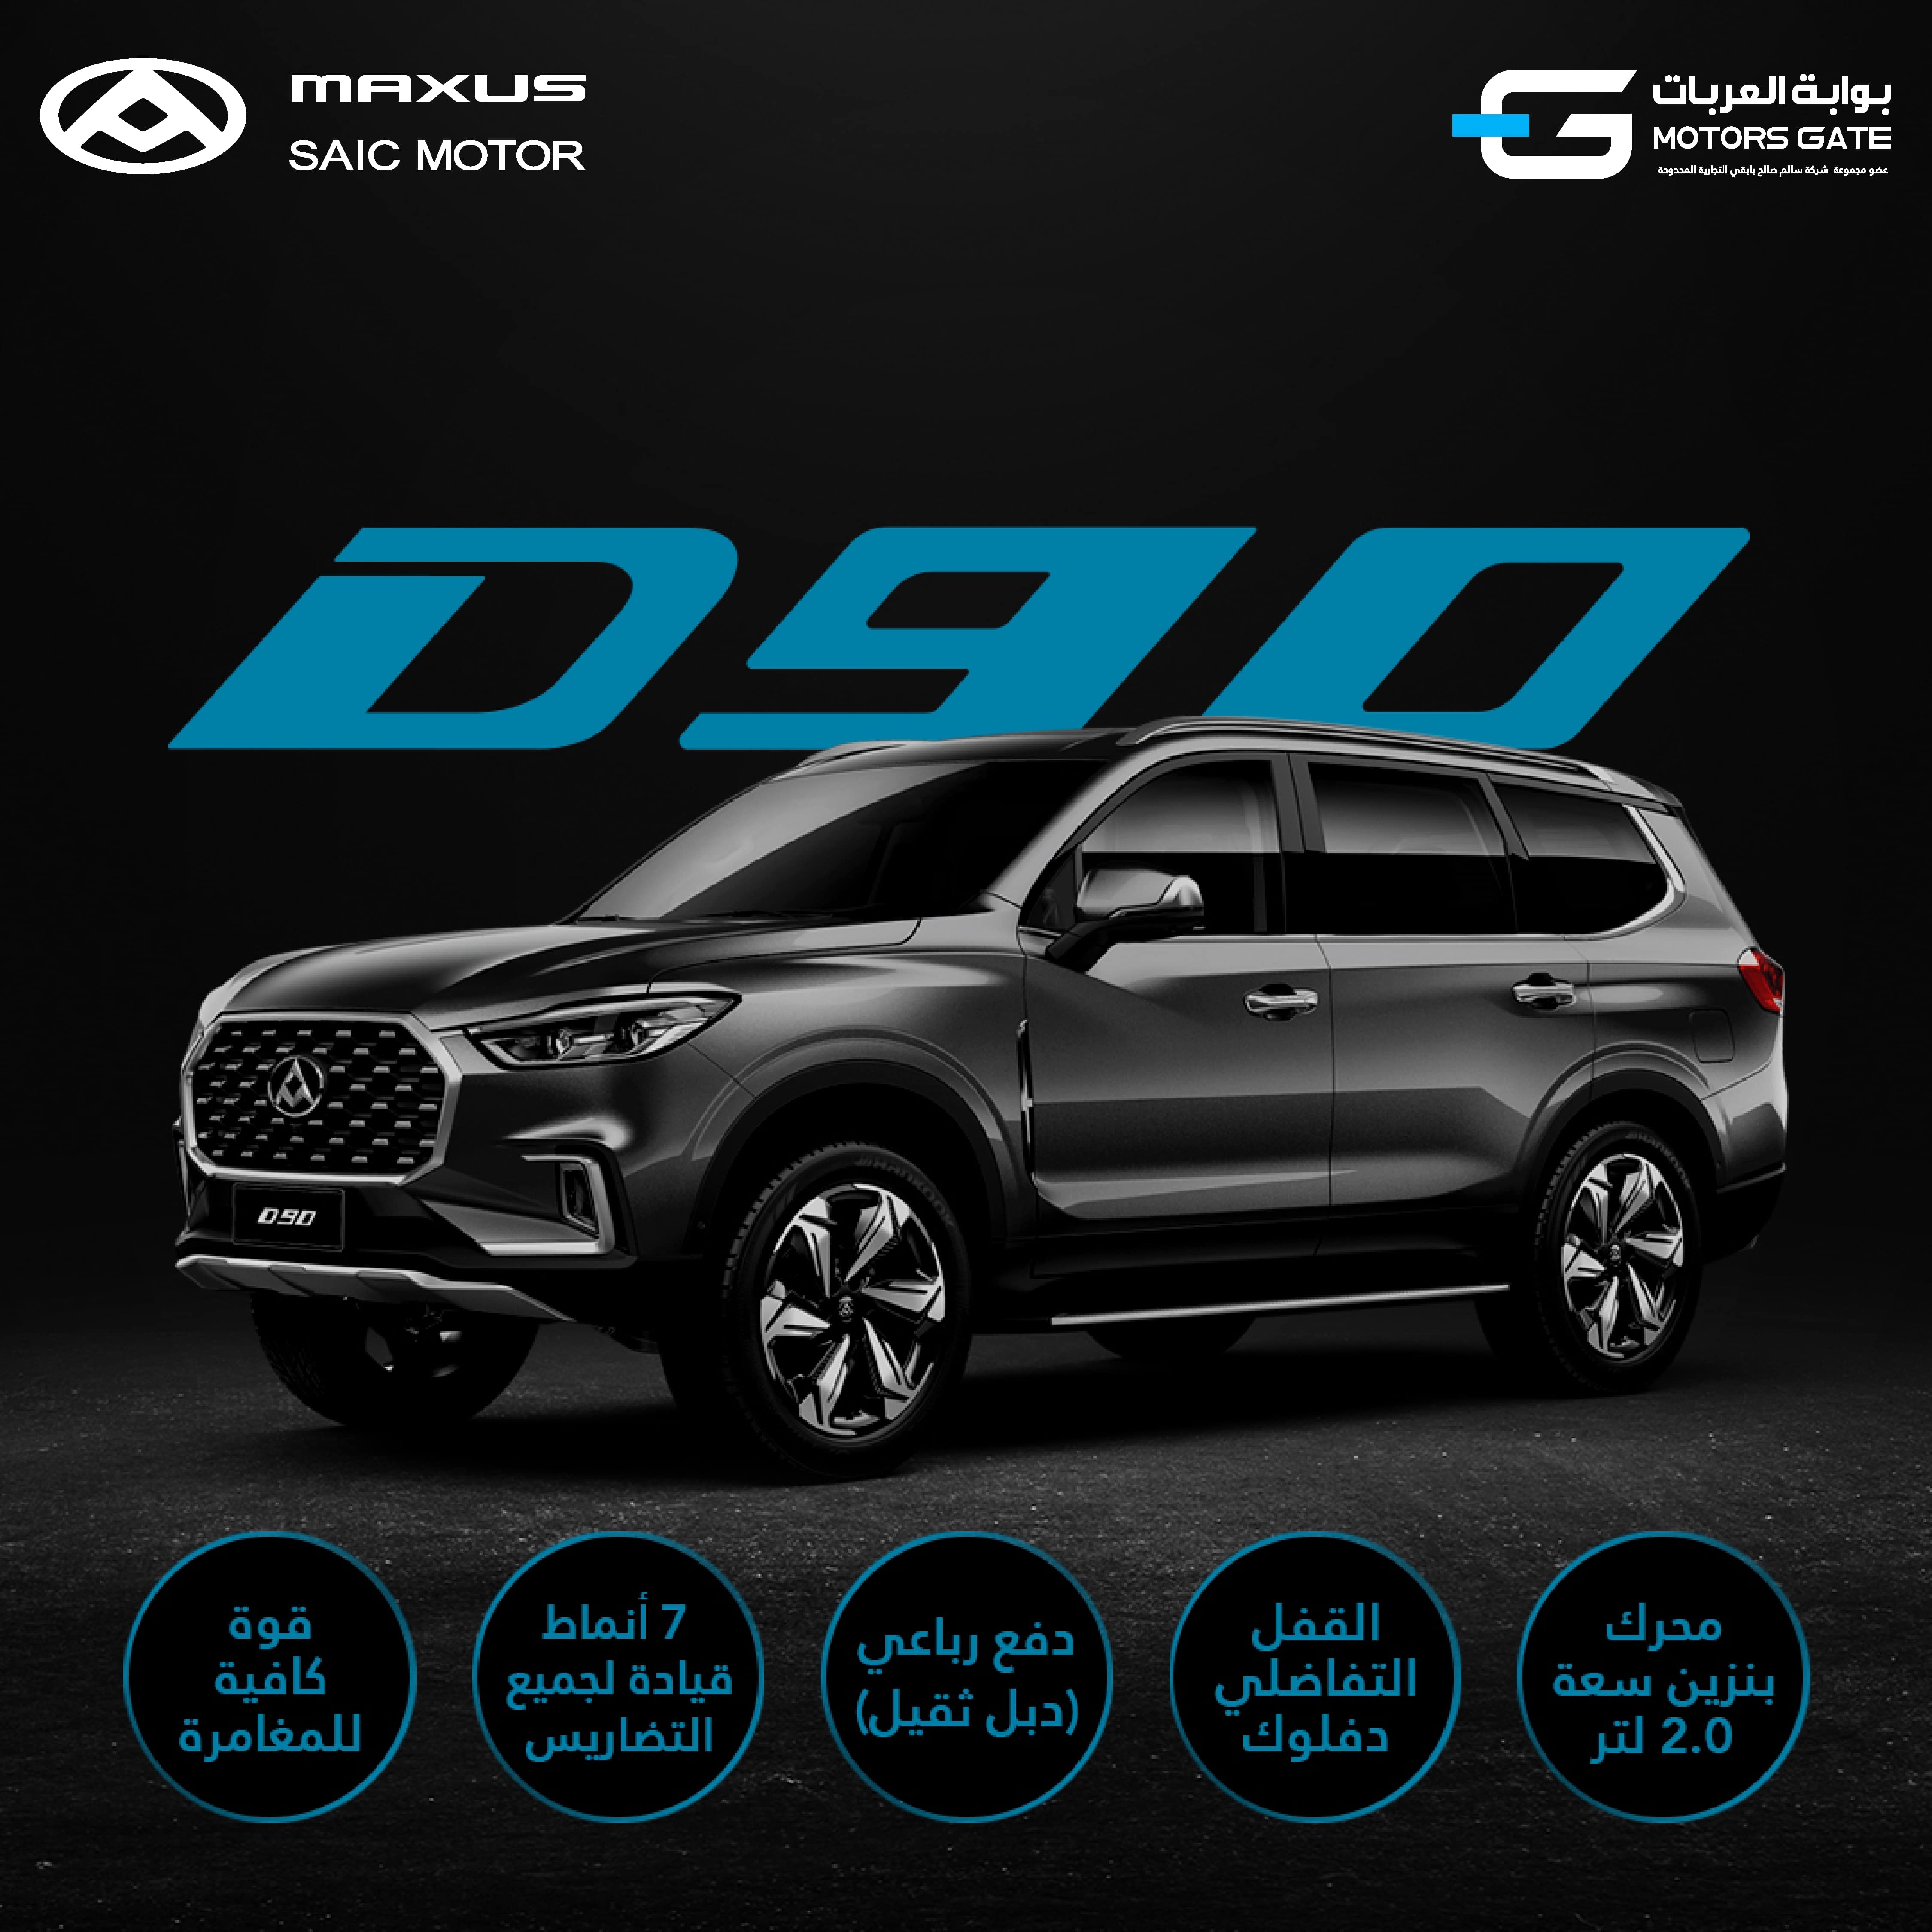 MAXUS
SAIC MOTOR
بوابة العربات
MOTORS GATE
عضو مجموعة شركة سالم صالح بابقي التجارية المحدودة
D90
D90
HANKOOK
HANKOOK
محرك
بنزين سعة
2.0 لتر
القفل
التفاضلي
دفلوك
دفع رباعي
(دبل ثقيل)
7 أنماط
قيادة لجميع
التضاريس
قوة
كافية
للمغامرة